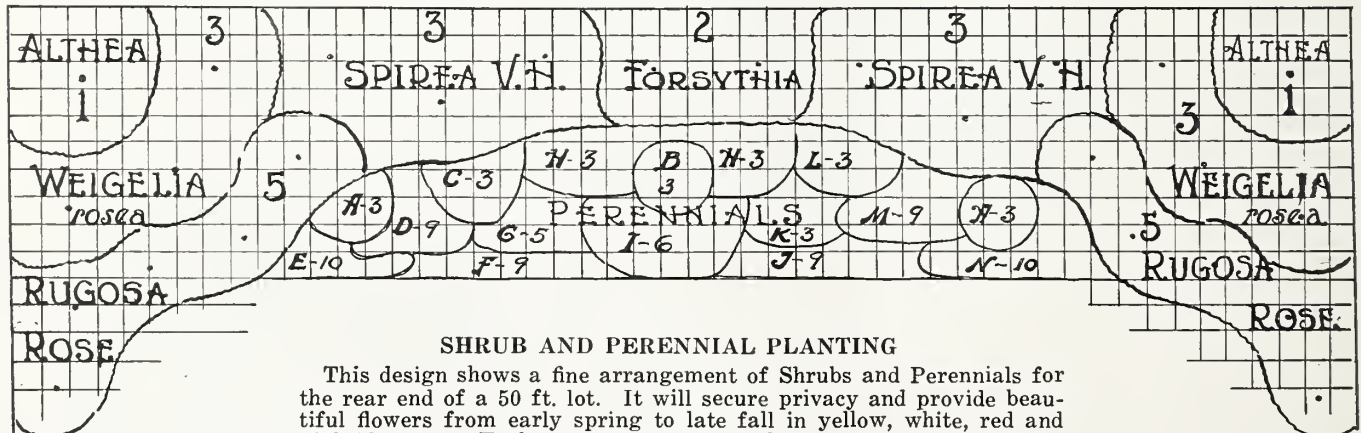 3 3 2 3
ALTHEA 1 SPIREA V.H. FORSYTHIA SPIREA V.H. ALTHEA 1
3
H-3 B 3 H-3 L-3
WEIGELIA rosea 5 A-3 C-3 PERENNIALS M-9 A-3 WEIGELIA rosea
D-9 G-5 I-6 K-3 5
E-10 F-9 J-9 N-10
RUGOSA ROSE RUGOSA ROSE.
SHRUB AND PERENNIAL PLANTING
This design shows a fine arrangement of Shrubs and Perennials for
the rear end of a 50 ft. lot. It will secure privacy and provide beau-
tiful flowers from early spring to late fall in yellow, white, red and